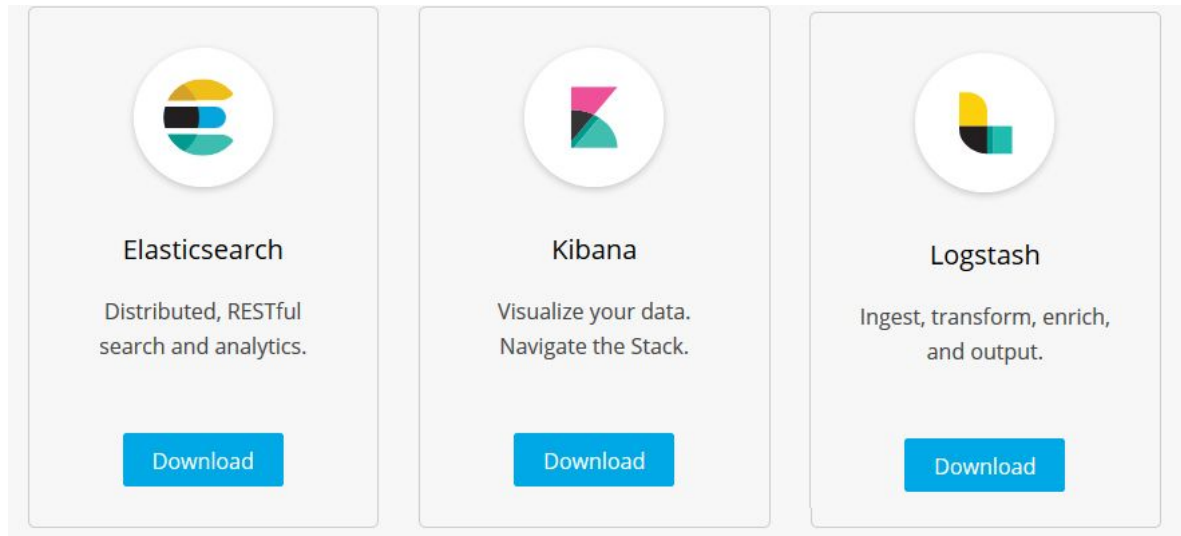 Elasticsearch
Distributed, RESTful
search and analytics.
Download
Kibana
Visualize your data.
Navigate the Stack.
Download
Logstash
Ingest, transform, enrich,
and output.
Download